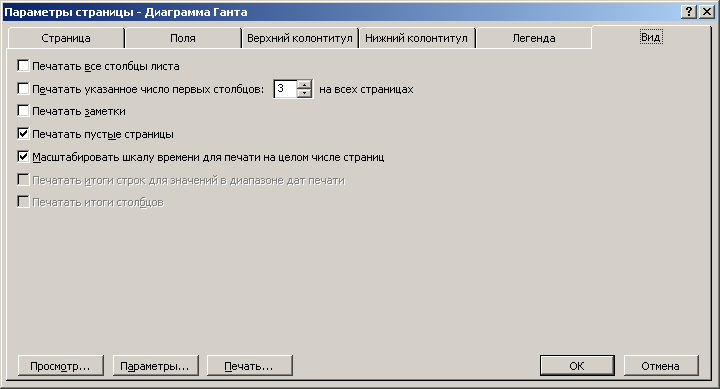 Параметры страницы - Диаграмма Ганта
Страница Поля Верхний колонтитул Нижний колонтитул Легенда Вид
Печатать все столбцы листа
Печатать указанное число первых столбцов: 3 на всех страницах
Печатать заметки
Печатать пустые страницы
Масштабировать шкалу времени для печати на целом числе страниц
Печатать итоги строк для значений в диапазоне дат печати
Печатать итоги столбцов
Просмотр... Параметры... Печать... ОК Отмена